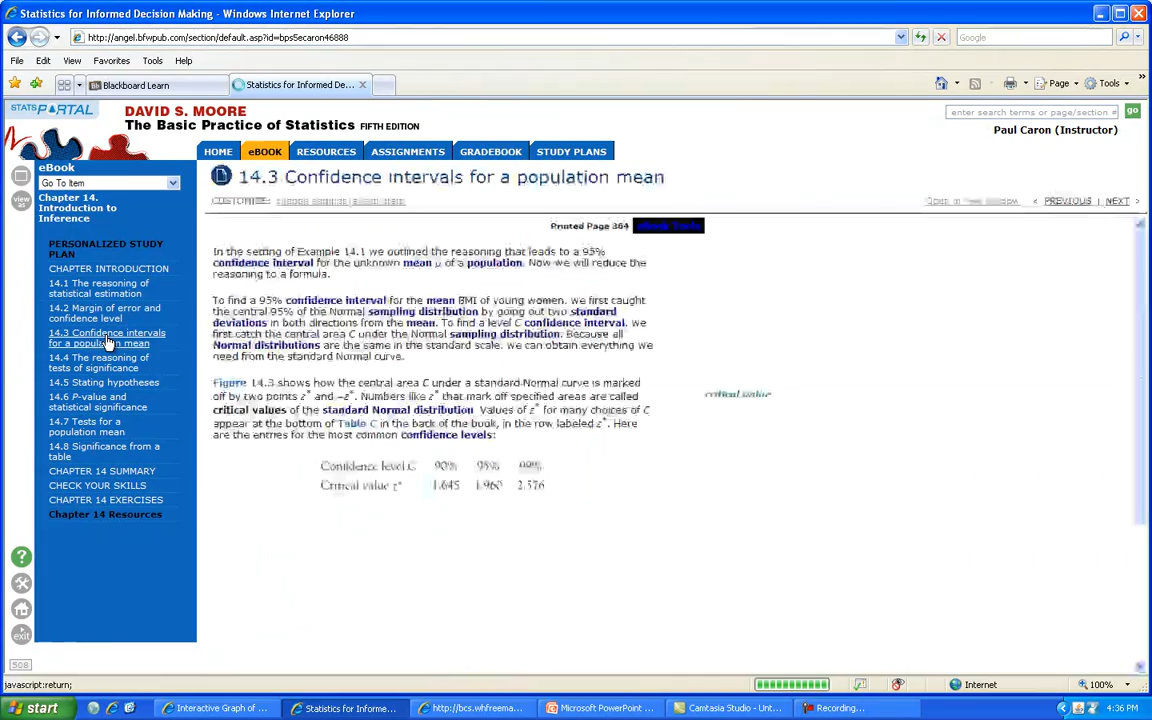 Statistics for Informed Decision Making - Windows Internet Explorer
http://angel.bfwpub.com/section/default.asp?id=bps5ecaron46888
Google
File Edit View Favorites Tools Help
Blackboard Learn
Statistics for Informed De...
Page
Tools
STATSPORTAL
DAVID S. MOORE
The Basic Practice of Statistics FIFTH EDITION
enter search terms or page/section #
go
Paul Caron (Instructor)
HOME eBOOK RESOURCES ASSIGNMENTS GRADEBOOK STUDY PLANS
eBook
Go To Item
view as
Chapter 14.
Introduction to
Inference
PERSONALIZED STUDY
PLAN
CHAPTER INTRODUCTION
14.1 The reasoning of
statistical estimation
14.2 Margin of error and
confidence level
14.3 Confidence intervals
for a population mean
14.4 The reasoning of
tests of significance
14.5 Stating hypotheses
14.6 P-value and
statistical significance
14.7 Tests for a
population mean
14.8 Significance from a
table
CHAPTER 14 SUMMARY
CHECK YOUR SKILLS
CHAPTER 14 EXERCISES
Chapter 14 Resources
exit
508
14.3 Confidence intervals for a population mean
CUSTOMIZE:
< PREVIOUS | NEXT >
Printed Page 364
In the setting of Example 14.1 we outlined the reasoning that leads to a 95%
confidence interval for the unknown mean μ of a population. Now we will reduce the
reasoning to a formula.
To find a 95% confidence interval for the mean BMI of young women, we first caught
the central 95% of the Normal sampling distribution by going out two standard
deviations in both directions from the mean. To find a level C confidence interval, we
first catch the central area C under the Normal sampling distribution. Because all
Normal distributions are the same in the standard scale, we can obtain everything we
need from the standard Normal curve.
Figure 14.3 shows how the central area C under a standard Normal curve is marked
off by two points z* and −z*. Numbers like z* that mark off specified areas are called
critical values of the standard Normal distribution. Values of z* for many choices of C
appear at the bottom of Table C in the back of the book, in the row labeled z*. Here
are the entries for the most common confidence levels:
critical value
Confidence level C 90% 95% 99%
Critical value z* 1.645 1.960 2.576
javascript:return;
Internet
100%
start
Interactive Graph of ...
Statistics for Informe...
http://bcs.whfreema...
Microsoft PowerPoint ...
Camtasia Studio - Unt...
Recording...
4:36 PM